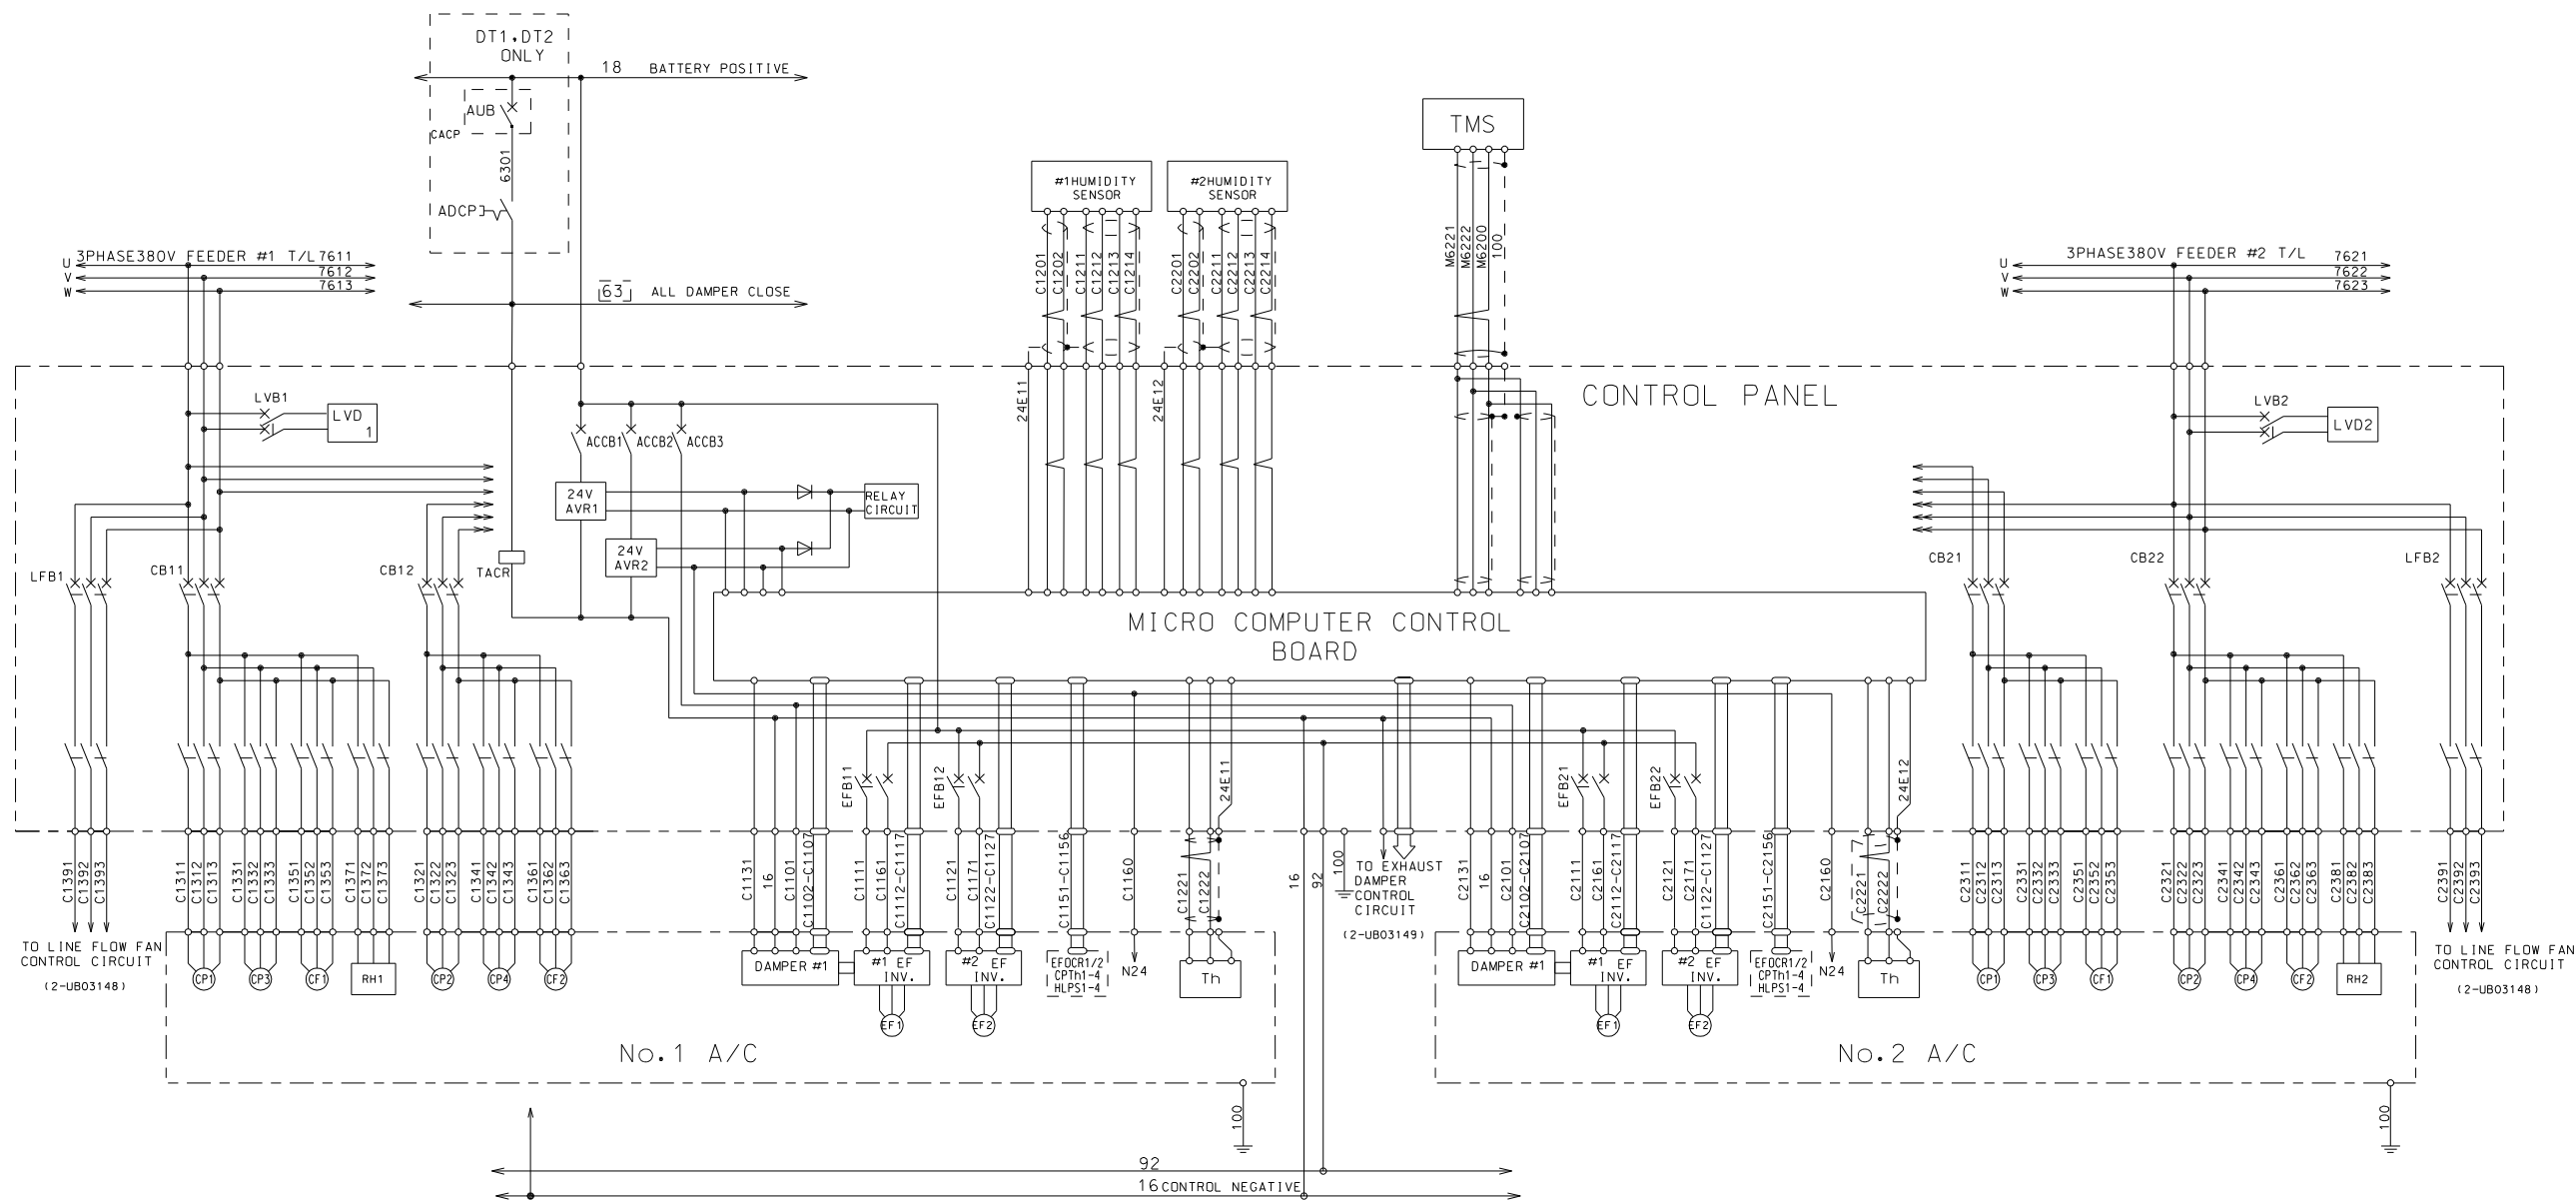 DT1,DT2
ONLY
18 BATTERY POSITIVE
AUB
CACP
6301
ADCP
TMS
#1HUMIDITY
SENSOR
#2HUMIDITY
SENSOR
C1201
C1202
C1211
C1212
C1213
C1214
C2201
C2202
C2211
C2212
C2213
C2214
M6221
M6222
M6200
100
3PHASE380V FEEDER #1 T/L 7611
U
V
W
7612
7613
63 ALL DAMPER CLOSE
3PHASE380V FEEDER #2 T/L 7621
U
V
W
7622
7623
CONTROL PANEL
LVB1
LVD
1
24E11
24E12
LVB2
LVD2
ACCB1
ACCB2
ACCB3
24V
AVR1
RELAY
CIRCUIT
24V
AVR2
LFB1
CB11
CB12
TACR
CB21
CB22
LFB2
MICRO COMPUTER CONTROL
BOARD
EFB11
EFB12
24E11
EFB21
EFB22
24E12
C1391
C1392
C1393
C1311
C1312
C1313
C1331
C1332
C1333
C1351
C1352
C1353
C1371
C1372
C1373
C1321
C1322
C1323
C1341
C1342
C1343
C1361
C1362
C1363
C1131
16
C1101
C1102-C1107
C1111
C1161
C1112-C1117
C1121
C1171
C1122-C1127
C1151-C1156
C1160
C1221
C1222
16
92
100
TO EXHAUST
DAMPER
CONTROL
CIRCUIT
(2-UB03149)
C2131
16
C2101
C2102-C2107
C2111
C2161
C2112-C2117
C2121
C2171
C1122-C1127
C2151-C2156
C2160
C2221
C2222
C2311
C2312
C2313
C2331
C2332
C2333
C2351
C2352
C2353
C2321
C2322
C2323
C2341
C2342
C2343
C2361
C2362
C2363
C2381
C2382
C2383
C2391
C2392
C2393
TO LINE FLOW FAN
CONTROL CIRCUIT
(2-UB03148)
CP1
CP3
CF1
RH1
CP2
CP4
CF2
DAMPER #1
#1 EF
INV.
#2 EF
INV.
EFOCR1/2
CPTh1-4
HLPS1-4
N24
Th
EF1
EF2
DAMPER #1
#1 EF
INV.
#2 EF
INV.
EFOCR1/2
CPTh1-4
HLPS1-4
N24
Th
EF1
EF2
CP1
CP3
CF1
CP2
CP4
CF2
RH2
TO LINE FLOW FAN
CONTROL CIRCUIT
(2-UB03148)
No.1 A/C
No.2 A/C
100
100
92
16 CONTROL NEGATIVE